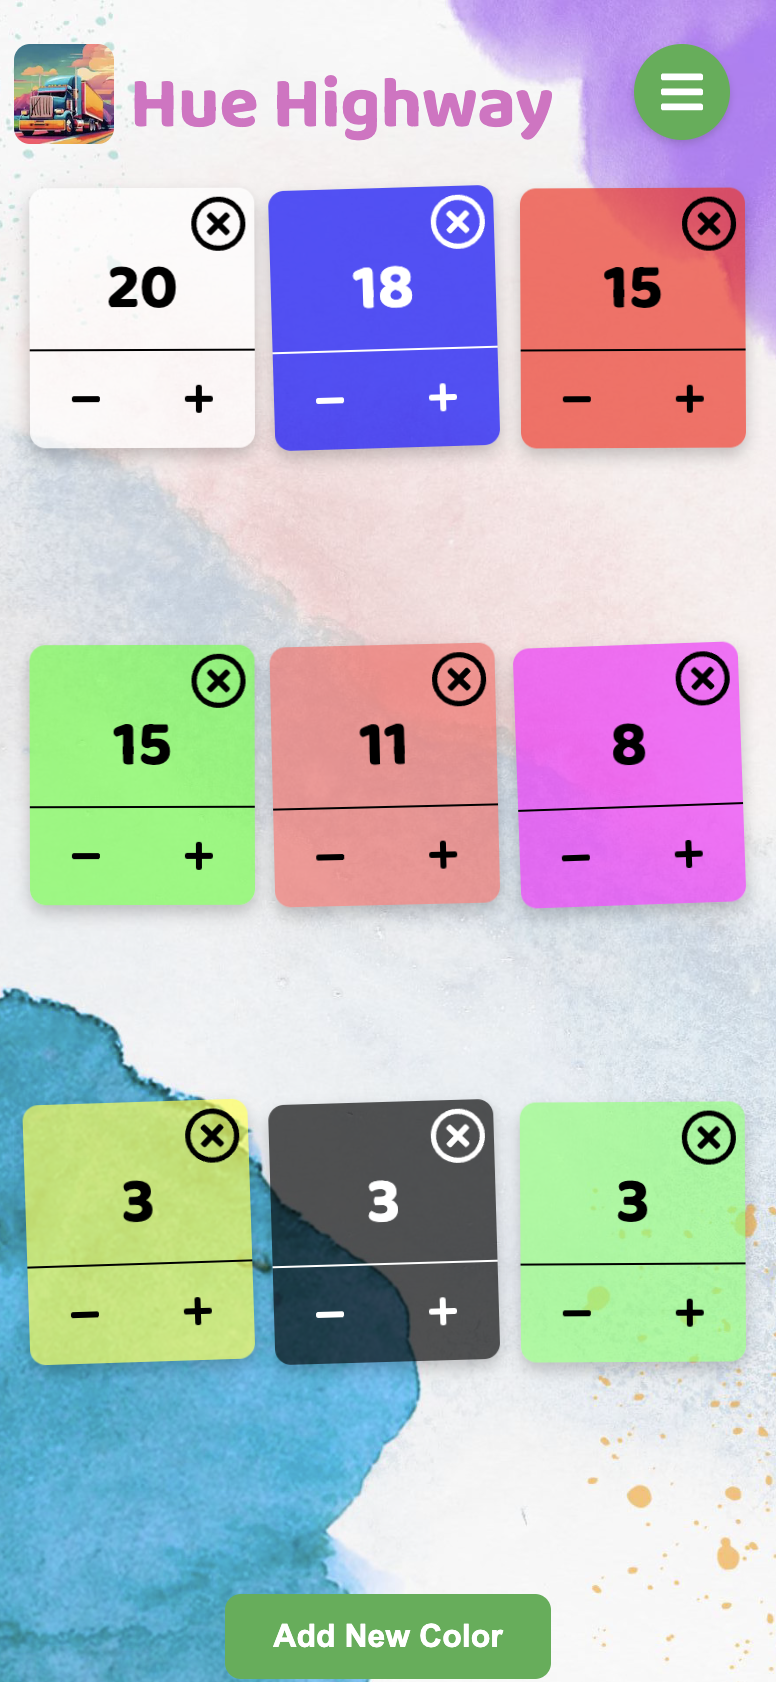 Hue Highway
20 18 15
− + − + − +
15 11 8
− + − + − +
3 3 3
− + − + − +
Add New Color